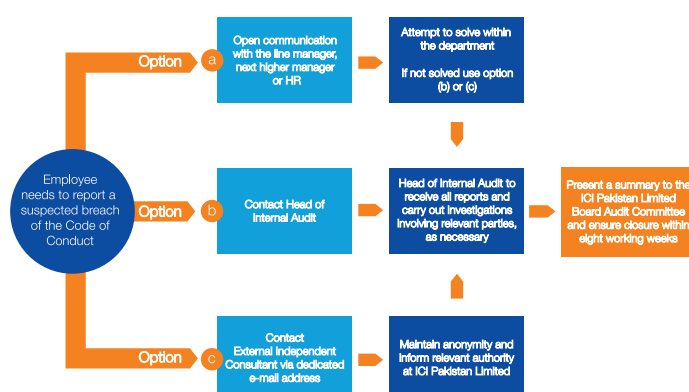 Employee
needs to report a
suspected breach
of the Code of
Conduct
Option
a
Open communication
with the line manager,
next higher manager
or HR
Attempt to solve within
the department
If not solved use option
(b) or (c)
Option
b
Contact Head of
Internal Audit
Head of Internal Audit to
receive all reports and
carry out investigations
involving relevant parties,
as necessary
Present a summary to the
ICI Pakistan Limited
Board Audit Committee
and ensure closure within
eight working weeks
Option
c
Contact
External Independent
Consultant via dedicated
e-mail address
Maintain anonymity and
inform relevant authority
at ICI Pakistan Limited